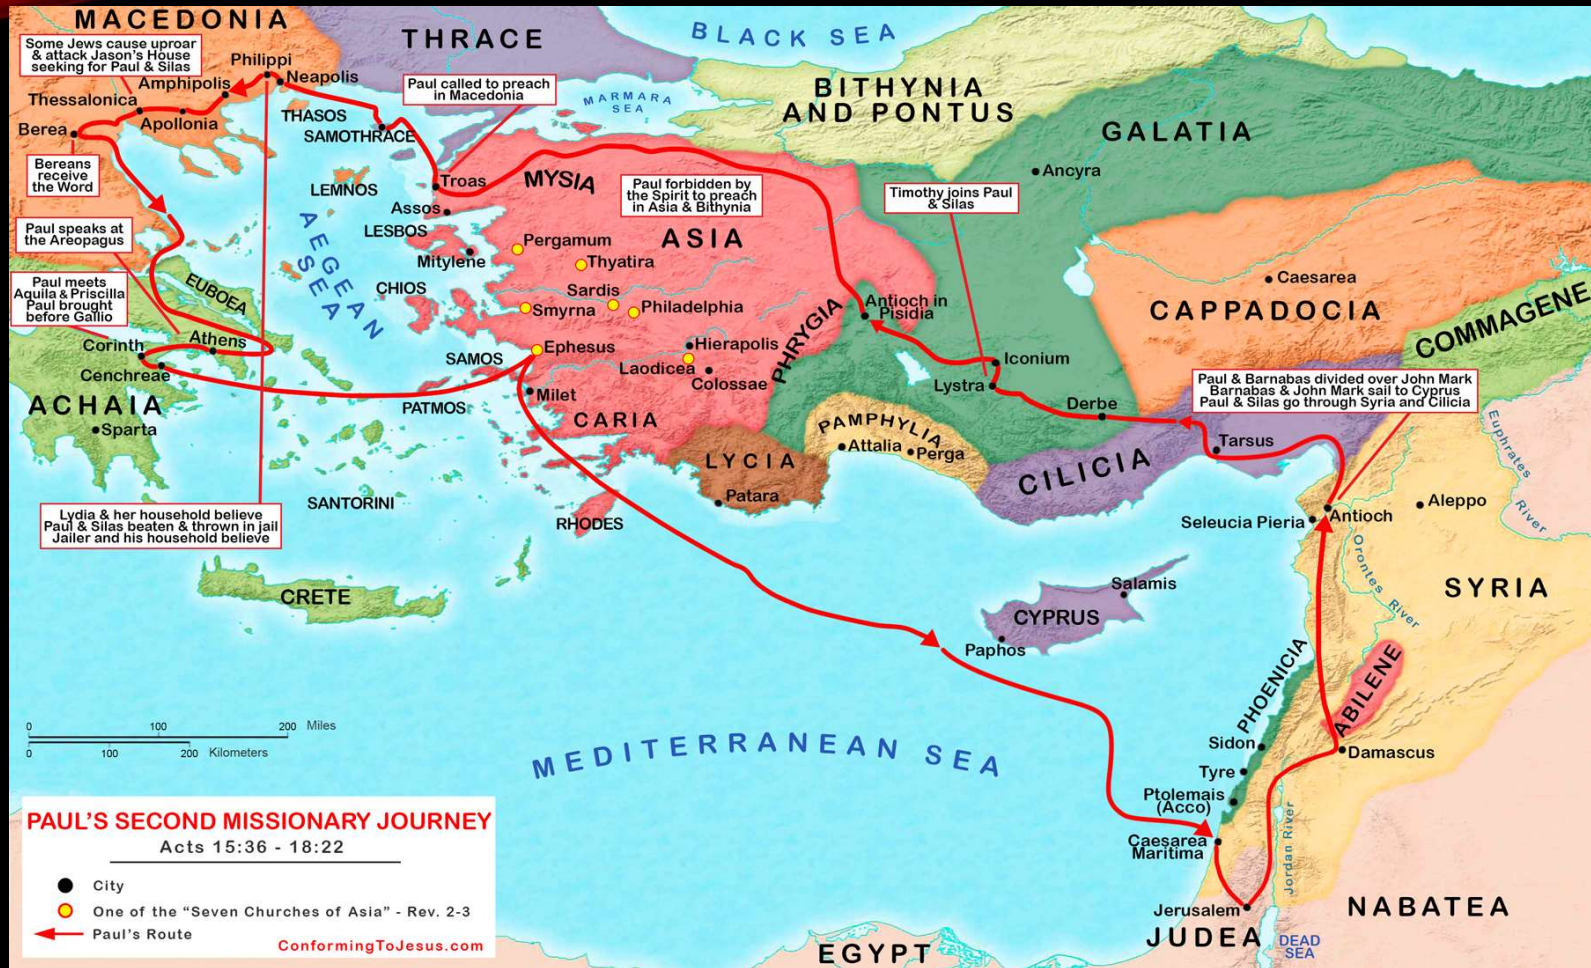 MACEDONIA
THRACE
BLACK SEA
Some Jews cause uproar
& attack Jason's House
seeking for Paul & Silas
Philippi
Neapolis
Amphipolis
Thessalonica
Apollonia
Berea
THASOS
SAMOTHRACE
Paul called to preach
in Macedonia
MARMARA
SEA
BITHYNIA
AND PONTUS
GALATIA
Ancyra
Bereans
receive
the Word
LEMNOS
Troas
MYSIA
Assos
LESBOS
Mitylene
Paul forbidden by
the Spirit to preach
in Asia & Bithynia
Timothy joins Paul
& Silas
ASIA
Paul speaks at
the Areopagus
AEGEAN
SEA
Pergamum
Thyatira
Sardis
Smyrna
Philadelphia
CHIOS
EUBOEA
Paul meets
Aquila & Priscilla
Paul brought
before Gallio
Corinth
Athens
Cenchreae
ACHAIA
Sparta
SAMOS
Ephesus
Hierapolis
Laodicea
Colossae
PHRYGIA
Antioch in
Pisidia
Iconium
Lystra
Derbe
Caesarea
CAPPADOCIA
COMMAGENE
Paul & Barnabas divided over John Mark
Barnabas & John Mark sail to Cyprus
Paul & Silas go through Syria and Cilicia
PATMOS
Milet
CARIA
PAMPHYLIA
Attalia
Perga
LYCIA
Patara
CILICIA
Tarsus
Euphrates
River
SANTORINI
RHODES
Lydia & her household believe
Paul & Silas beaten & thrown in jail
Jailer and his household believe
Seleucia Pieria
Antioch
Aleppo
Orontes River
SYRIA
CRETE
Salamis
CYPRUS
Paphos
PHOENICIA
ABILENE
Sidon
Damascus
Tyre
Ptolemais
(Acco)
MEDITERRANEAN SEA
0 100 200 Miles
0 100 200 Kilometers
Caesarea
Maritima
Jordan River
Jerusalem
JUDEA
DEAD
SEA
NABATEA
EGYPT
PAUL'S SECOND MISSIONARY JOURNEY
Acts 15:36 - 18:22
City
One of the “Seven Churches of Asia” - Rev. 2-3
Paul's Route
ConformingToJesus.com